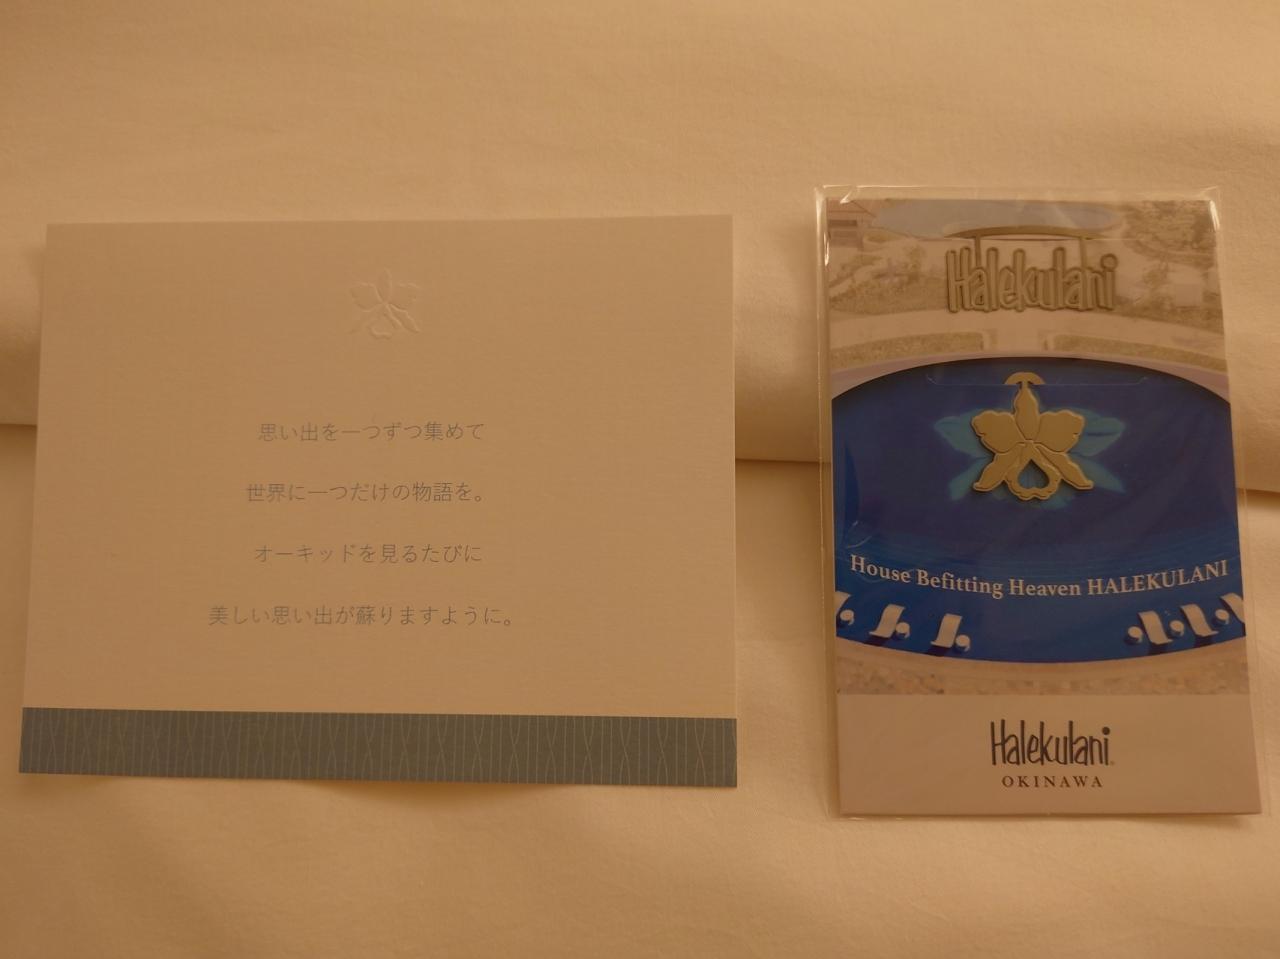 思い出を一つずつ集めて
世界に一つだけの物語を。
オーキッドを見るたびに
美しい思い出が蘇りますように。
Halekulani
House Befitting Heaven HALEKULANI
Halekulani
OKINAWA